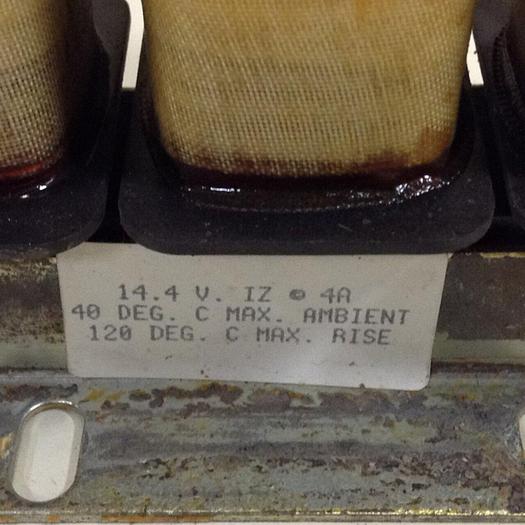 14.4 V. IZ @ 4A
40 DEG. C MAX. AMBIENT
120 DEG. C MAX. RISE